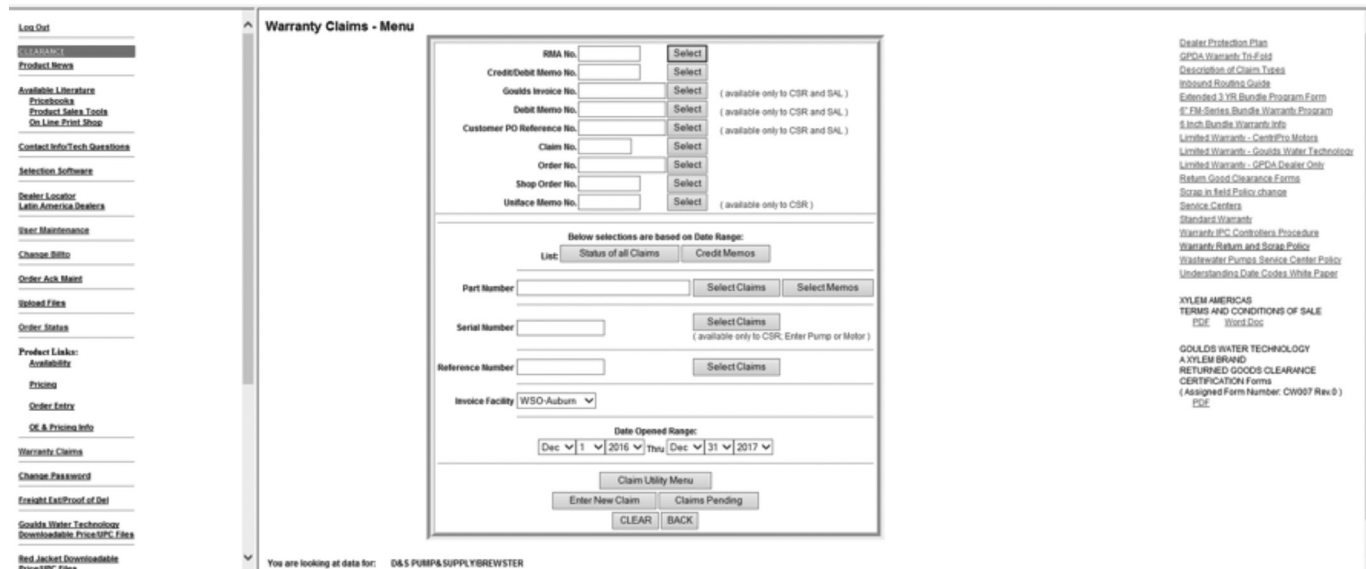 Log Out
CLEARANCE
Product News
Available Literature
Pricebooks
Product Sales Tools
On Line Print Shop
Contact Info/Tech Questions
Selection Software
Dealer Locator
Latin America Dealers
User Maintenance
Change Billto
Order Ack Maint
Upload Files
Order Status
Product Links:
Availability
Pricing
Order Entry
OE & Pricing Info
Warranty Claims
Change Password
Freight Est/Proof of Del
Goulds Water Technology
Downloadable Price/UPC Files
Red Jacket Downloadable
Price/UPC Files
Warranty Claims - Menu
RMA No. Select
Credit/Debit Memo No. Select
Goulds Invoice No. Select ( available only to CSR and SAL )
Debit Memo No. Select ( available only to CSR and SAL )
Customer PO Reference No. Select ( available only to CSR and SAL )
Claim No. Select
Order No. Select
Shop Order No. Select
Uniface Memo No. Select ( available only to CSR )
Below selections are based on Date Range:
List: Status of all Claims Credit Memos
Part Number Select Claims Select Memos
Serial Number Select Claims
( available only to CSR; Enter Pump or Motor )
Reference Number Select Claims
Invoice Facility WSO-Auburn
Date Opened Range:
Dec 1 2016 Thru Dec 31 2017
Claim Utility Menu
Enter New Claim Claims Pending
CLEAR BACK
You are looking at data for: D&S PUMP&SUPPLY/BREWSTER
Dealer Protection Plan
GPDA Warranty Tri-Fold
Description of Claim Types
Inbound Routing Guide
Extended 3 YR Bundle Program Form
6" FM-Series Bundle Warranty Program
6 Inch Bundle Warranty Info
Limited Warranty - CentriPro Motors
Limited Warranty - Goulds Water Technology
Limited Warranty - GPDA Dealer Only
Return Good Clearance Forms
Scrap in field Policy change
Service Centers
Standard Warranty
Warranty IPC Controllers Procedure
Warranty Return and Scrap Policy
Wastewater Pumps Service Center Policy
Understanding Date Codes White Paper
XYLEM AMERICAS
TERMS AND CONDITIONS OF SALE
PDF Word Doc
GOULDS WATER TECHNOLOGY
A XYLEM BRAND
RETURNED GOODS CLEARANCE
CERTIFICATION Forms
( Assigned Form Number: CW007 Rev.0 )
PDF